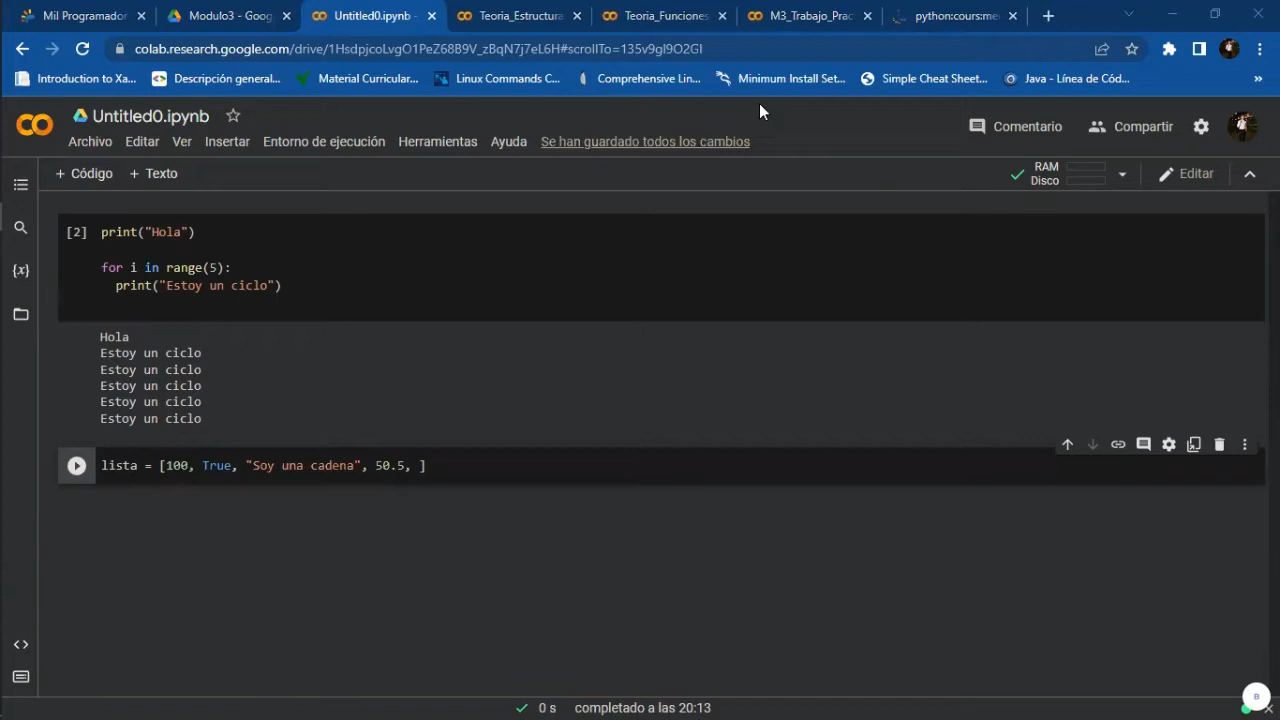 Mil Programador
Modulo3 - Goog
Untitled0.ipynb -
Teoria_Estructura
Teoria_Funciones
M3_Trabajo_Prac
python:cours:me
colab.research.google.com/drive/1HsdpjcoLvgO1PeZ68B9V_zBqN7j7eL6H#scrollTo=135v9gl9O2GI
Introduction to Xa...
Descripción general...
Material Curricular...
Linux Commands C...
Comprehensive Lin...
Minimum Install Set...
Simple Cheat Sheet...
Java - Línea de Cód...
»
CO
Untitled0.ipynb
Comentario
Compartir
Archivo Editar Ver Insertar Entorno de ejecución Herramientas Ayuda Se han guardado todos los cambios
+ Código + Texto
RAM
Disco
Editar
[2] print("Hola")
for i in range(5):
print("Estoy un ciclo")
Hola
Estoy un ciclo
Estoy un ciclo
Estoy un ciclo
Estoy un ciclo
Estoy un ciclo
lista = [100, True, "Soy una cadena", 50.5, ]
{x}
<>
0 s completado a las 20:13
B